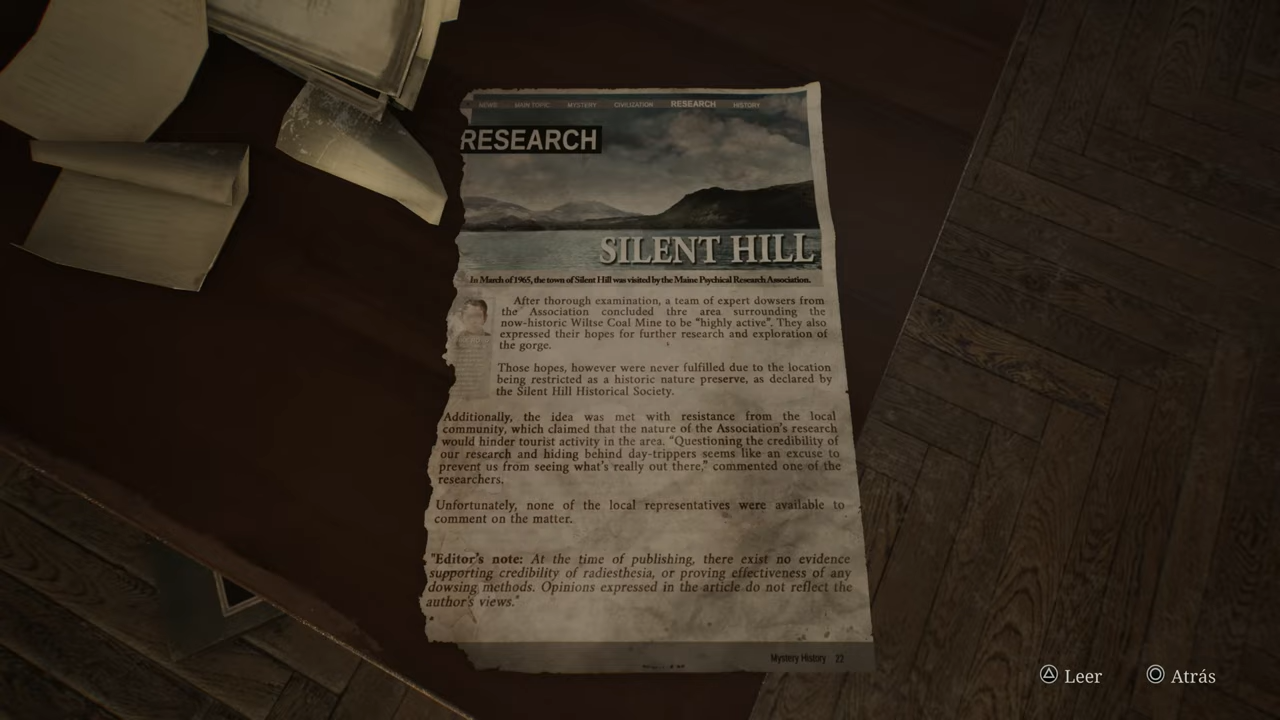 NEWS MAIN TOPIC MYSTERY CIVILIZATION RESEARCH HISTORY
RESEARCH
SILENT HILL
In March of 1965, the town of Silent Hill was visited by the Maine Psychical Research Association.
After thorough examination, a team of expert dowsers from
the Association concluded thre area surrounding the
now-historic Wiltse Coal Mine to be "highly active". They also
expressed their hopes for further research and exploration of
the gorge.
Those hopes, however were never fulfilled due to the location
being restricted as a historic nature preserve, as declared by
the Silent Hill Historical Society.
Additionally, the idea was met with resistance from the local
community, which claimed that the nature of the Association's research
would hinder tourist activity in the area. "Questioning the credibility of
our research and hiding behind day-trippers seems like an excuse to
prevent us from seeing what's really out there," commented one of the
researchers.
Unfortunately, none of the local representatives were available to
comment on the matter.
"Editor's note: At the time of publishing, there exist no evidence
supporting credibility of radiesthesia, or proving effectiveness of any
dowsing methods. Opinions expressed in the article do not reflect the
author's views."
Mystery History 22
Leer
Atrás